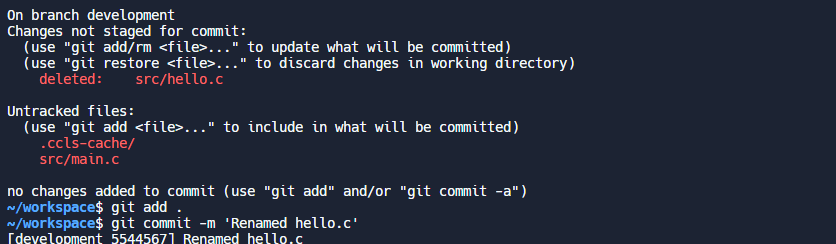 On branch development
Changes not staged for commit:
  (use "git add/rm <file>..." to update what will be committed)
  (use "git restore <file>..." to discard changes in working directory)
    deleted:    src/hello.c

Untracked files:
  (use "git add <file>..." to include in what will be committed)
    .ccls-cache/
    src/main.c

no changes added to commit (use "git add" and/or "git commit -a")
~/workspace$ git add .
~/workspace$ git commit -m 'Renamed hello.c'
[development 5544567] Renamed hello.c